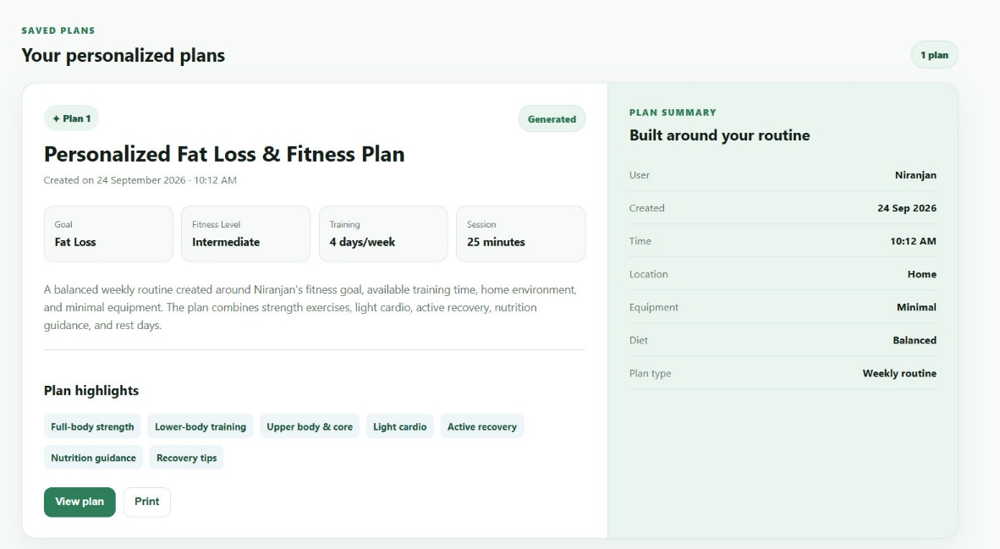 SAVED PLANS
Your personalized plans
1 plan
✦ Plan 1
Generated
Personalized Fat Loss & Fitness Plan
Created on 24 September 2026 · 10:12 AM
Goal
Fat Loss
Fitness Level
Intermediate
Training
4 days/week
Session
25 minutes
A balanced weekly routine created around Niranjan's fitness goal, available training time, home environment,
and minimal equipment. The plan combines strength exercises, light cardio, active recovery, nutrition
guidance, and rest days.
Plan highlights
Full-body strength
Lower-body training
Upper body & core
Light cardio
Active recovery
Nutrition guidance
Recovery tips
View plan
Print
PLAN SUMMARY
Built around your routine
User Niranjan
Created 24 Sep 2026
Time 10:12 AM
Location Home
Equipment Minimal
Diet Balanced
Plan type Weekly routine